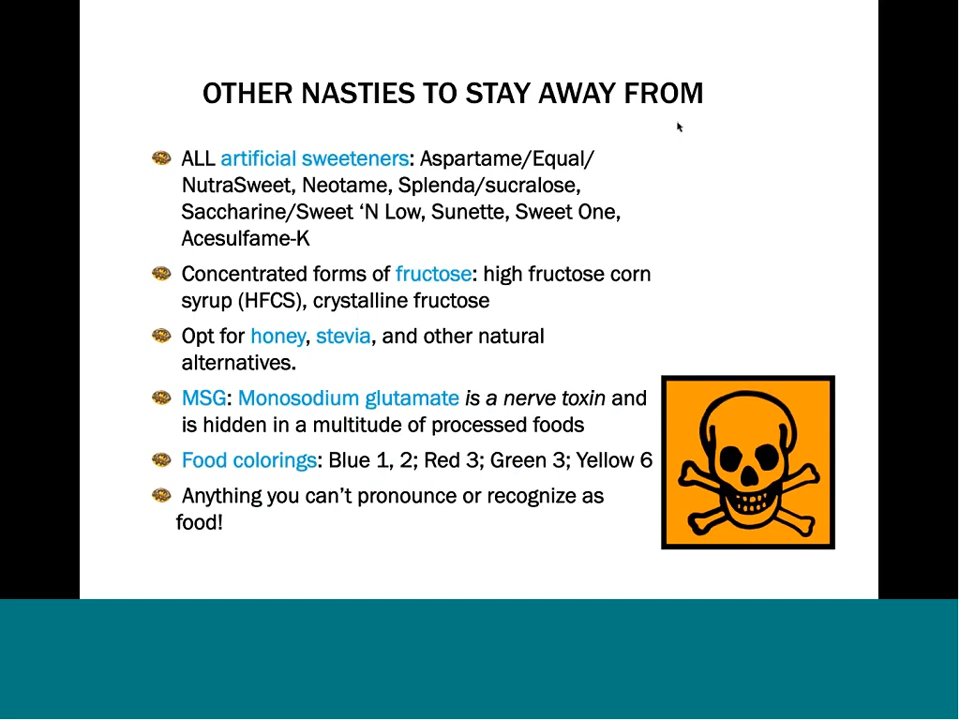 OTHER NASTIES TO STAY AWAY FROM
ALL artificial sweeteners: Aspartame/Equal/
NutraSweet, Neotame, Splenda/sucralose,
Saccharine/Sweet ‘N Low, Sunette, Sweet One,
Acesulfame-K
Concentrated forms of fructose: high fructose corn
syrup (HFCS), crystalline fructose
Opt for honey, stevia, and other natural
alternatives.
MSG: Monosodium glutamate is a nerve toxin and
is hidden in a multitude of processed foods
Food colorings: Blue 1, 2; Red 3; Green 3; Yellow 6
Anything you can’t pronounce or recognize as
food!